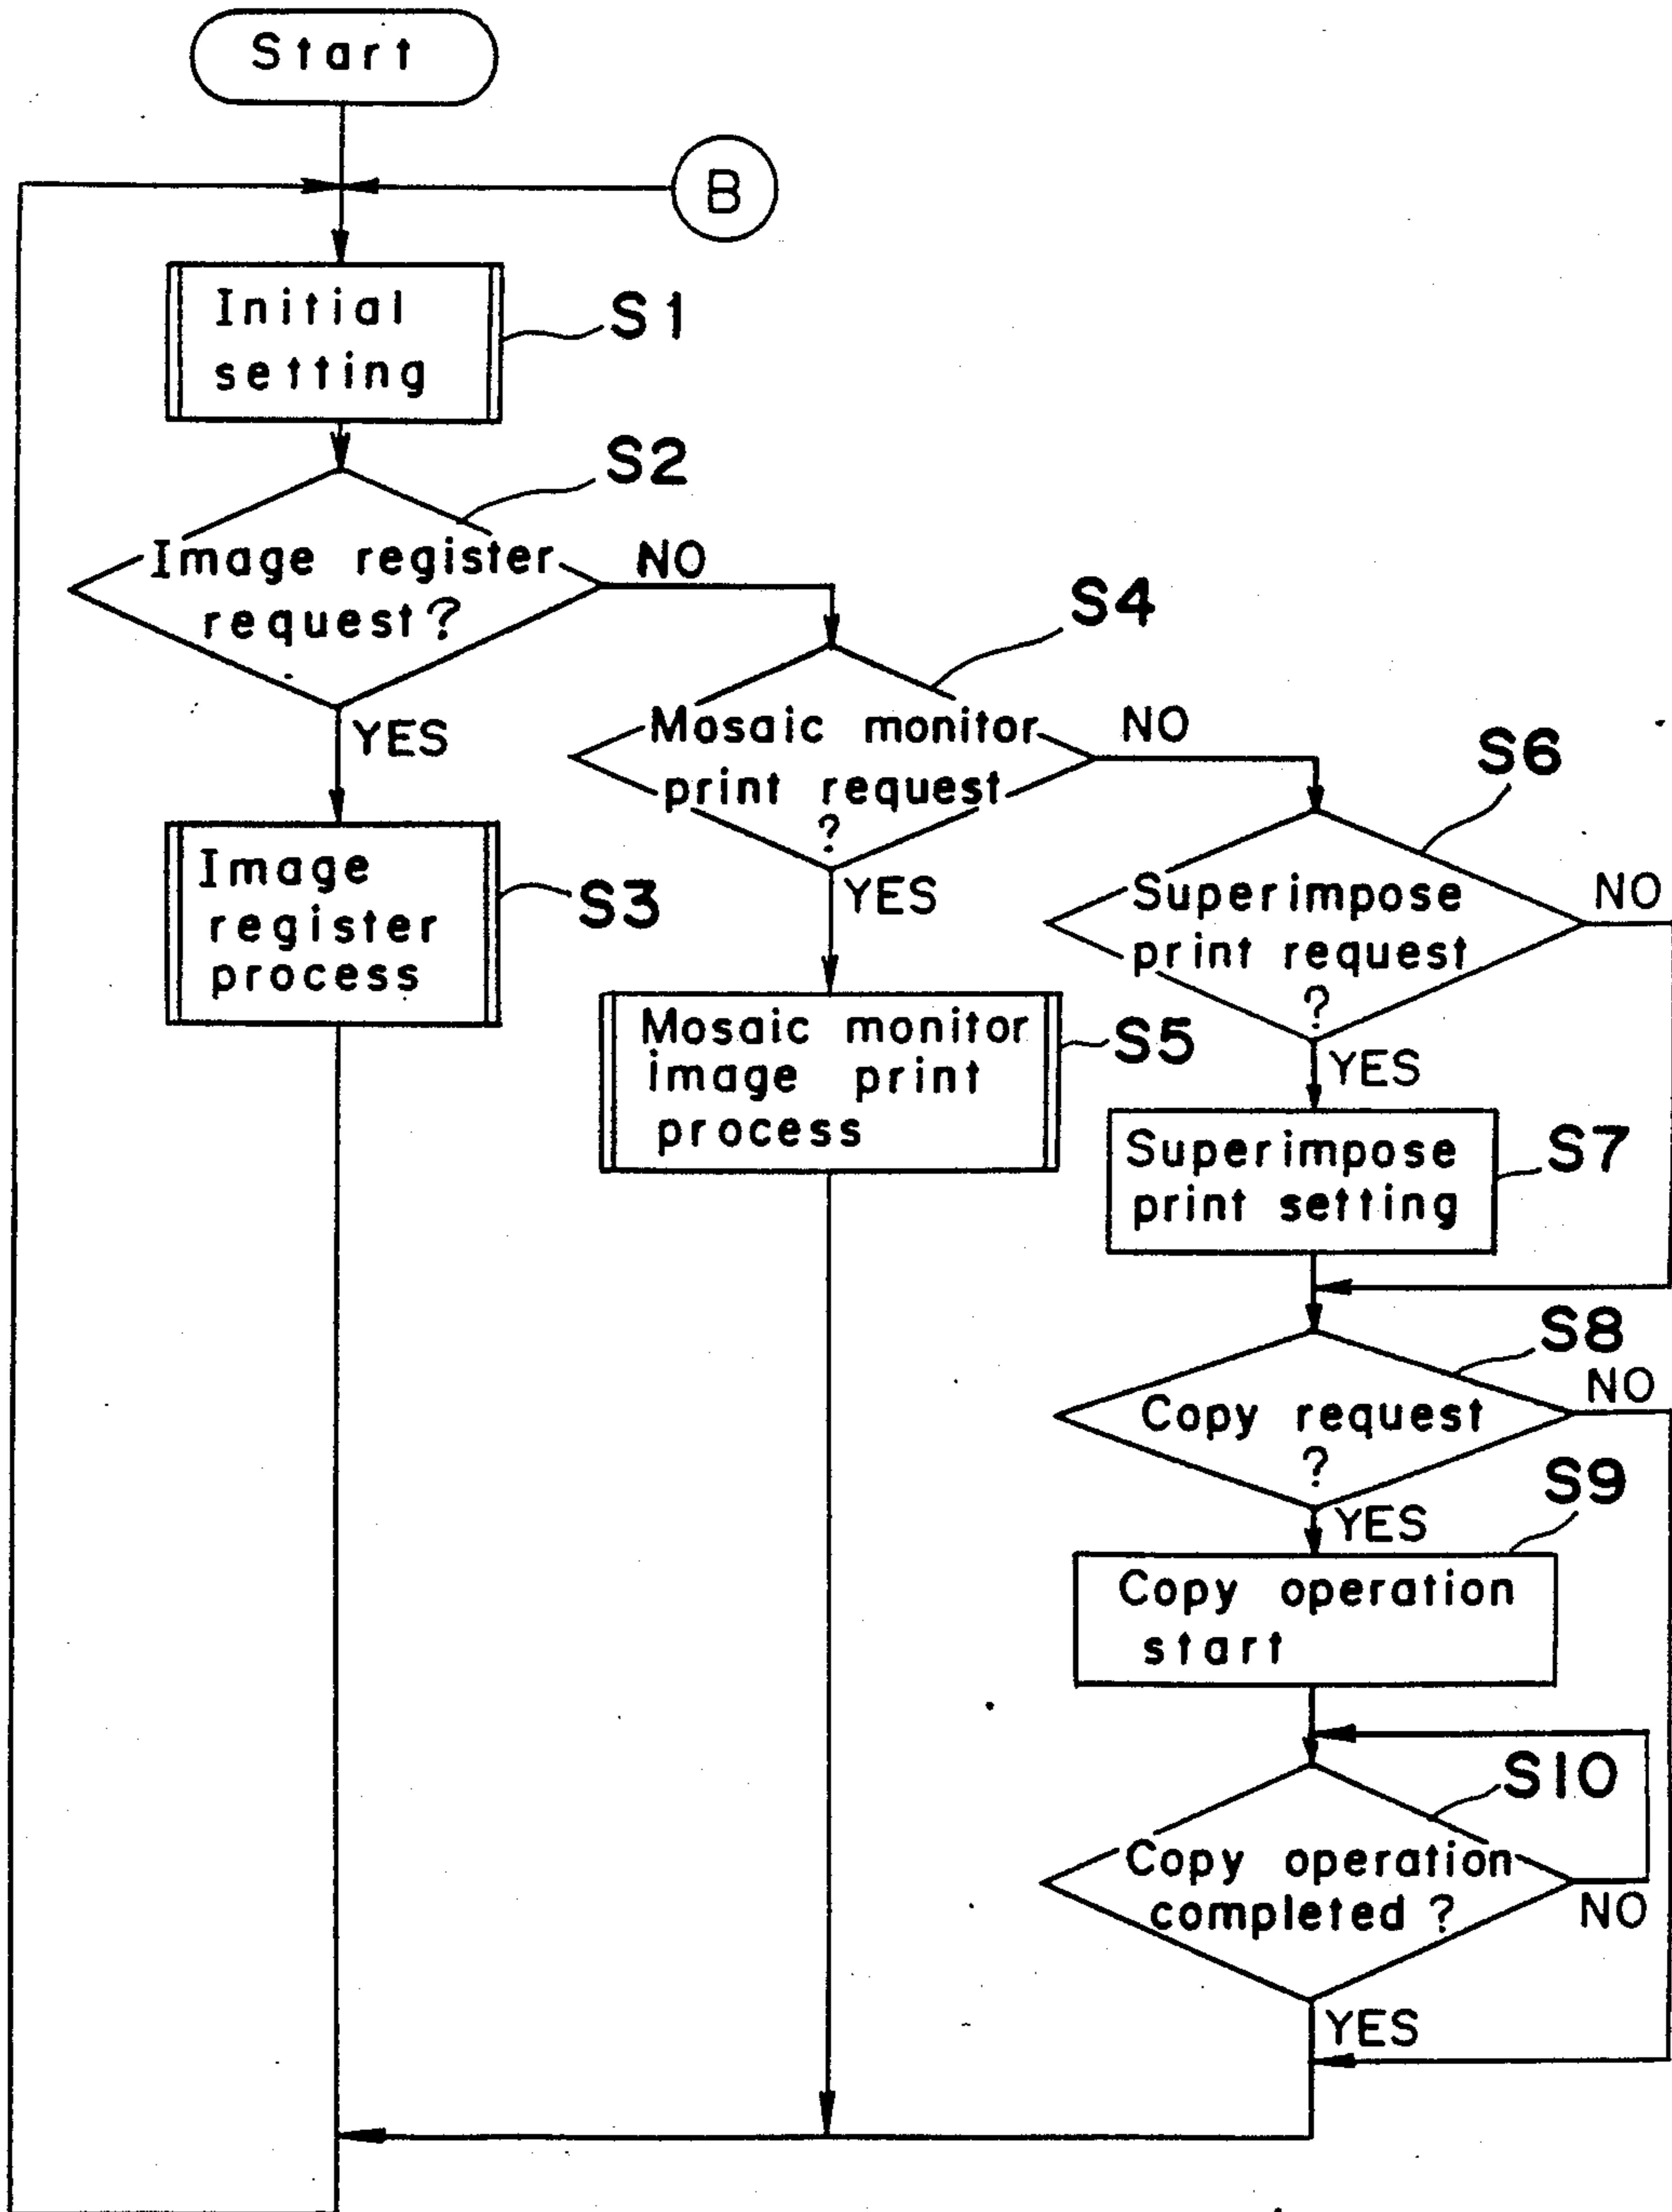 Start
B
Initial
setting
S1
S2
Image register
request?
NO
YES
S4
Mosaic monitor
print request
?
NO
YES
S6
Superimpose
print request
?
NO
YES
Image
register
process
S3
Mosaic monitor
image print
process
S5
Superimpose
print setting
S7
S8
Copy request
?
NO
YES
S9
Copy operation
start
S10
Copy operation
completed?
NO
YES